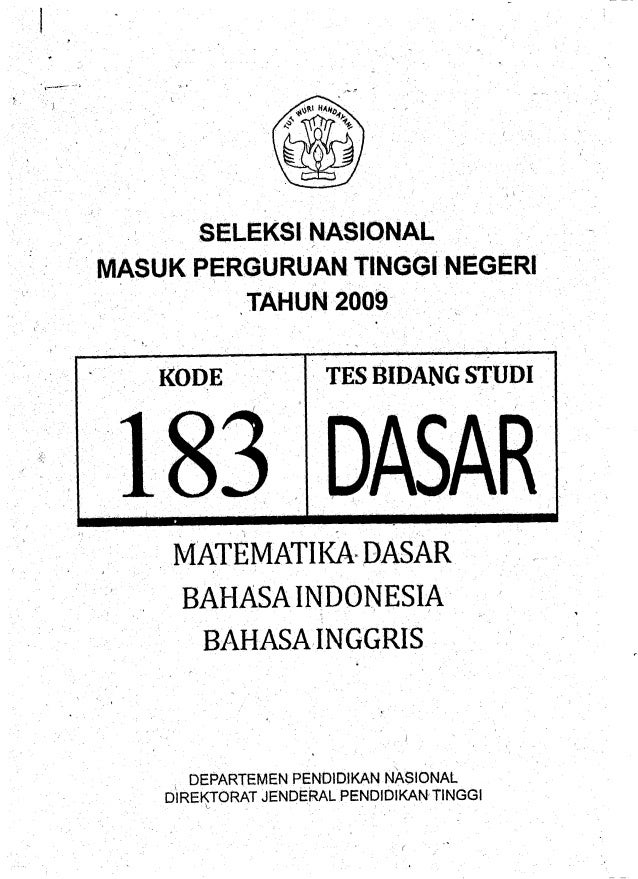 TUT WURI HANDAYANI
SELEKSI NASIONAL
MASUK PERGURUAN TINGGI NEGERI
TAHUN 2009
KODE
183
TES BIDANG STUDI
DASAR
MATEMATIKA DASAR
BAHASA INDONESIA
BAHASA INGGRIS
DEPARTEMEN PENDIDIKAN NASIONAL
DIREKTORAT JENDERAL PENDIDIKAN TINGGI